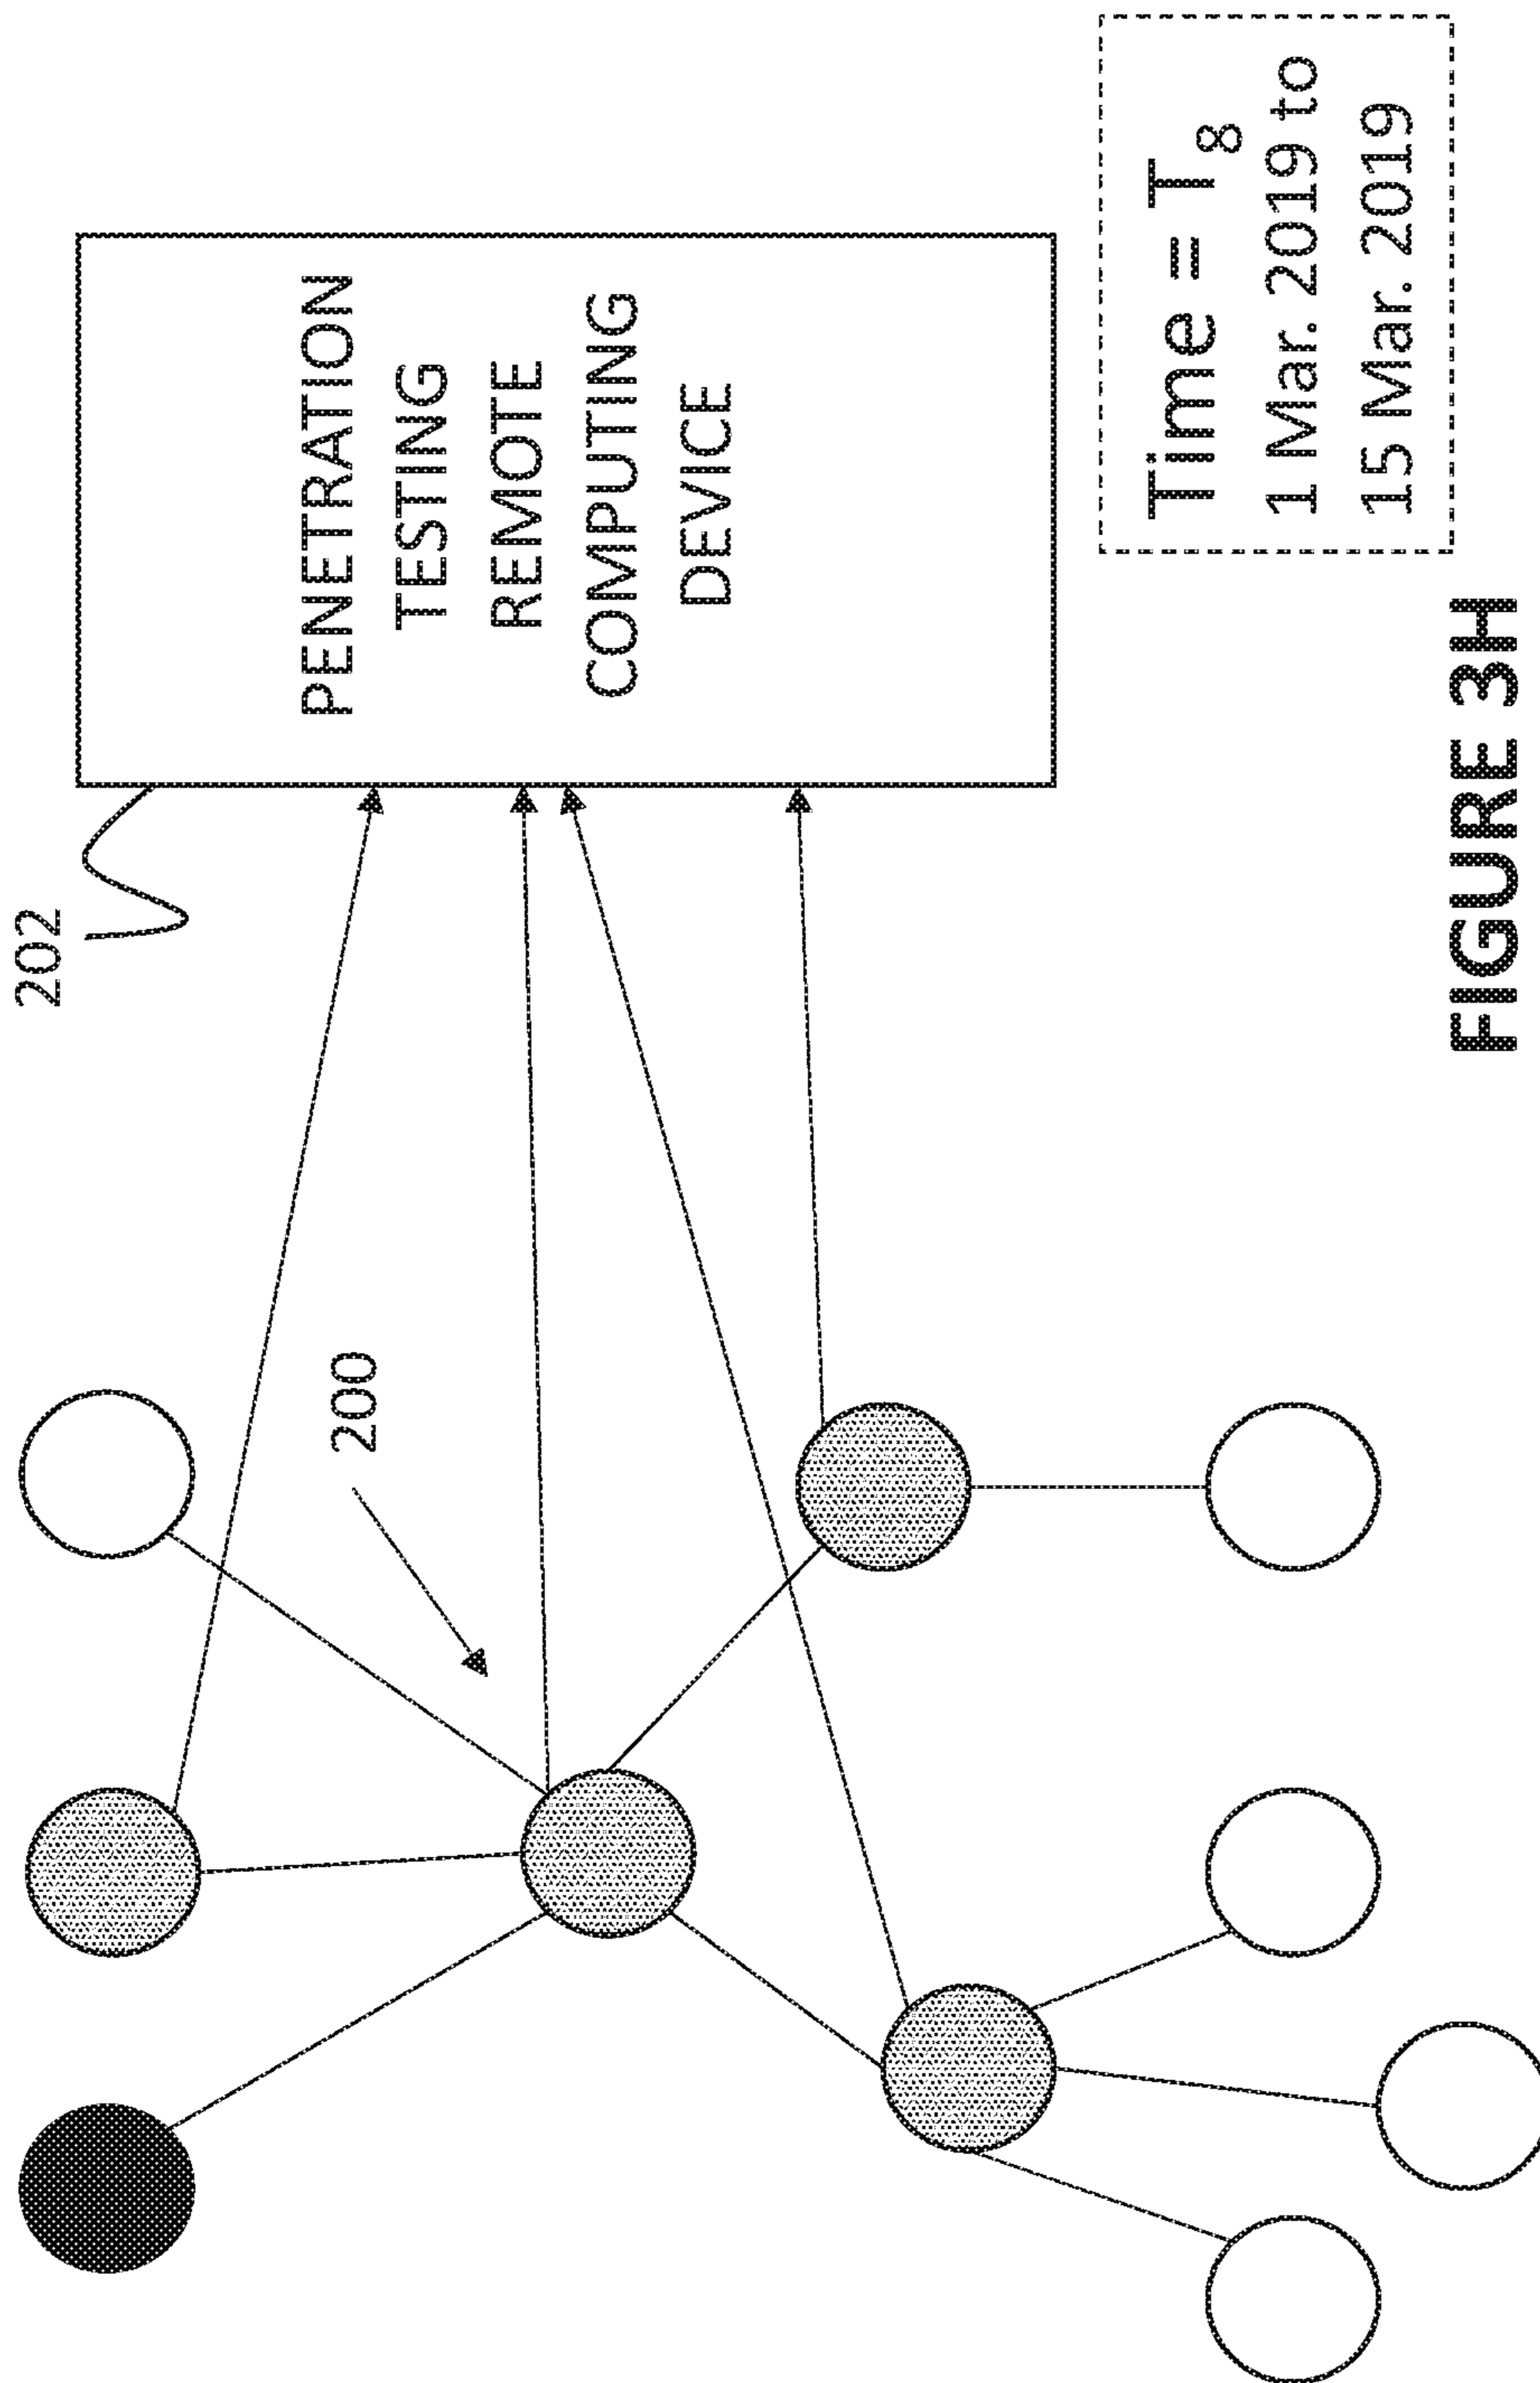 202
PENETRATION
TESTING
REMOTE
COMPUTING
DEVICE
200
Time = T8
1 Mar. 2019 to
15 Mar. 2019
FIGURE 3H